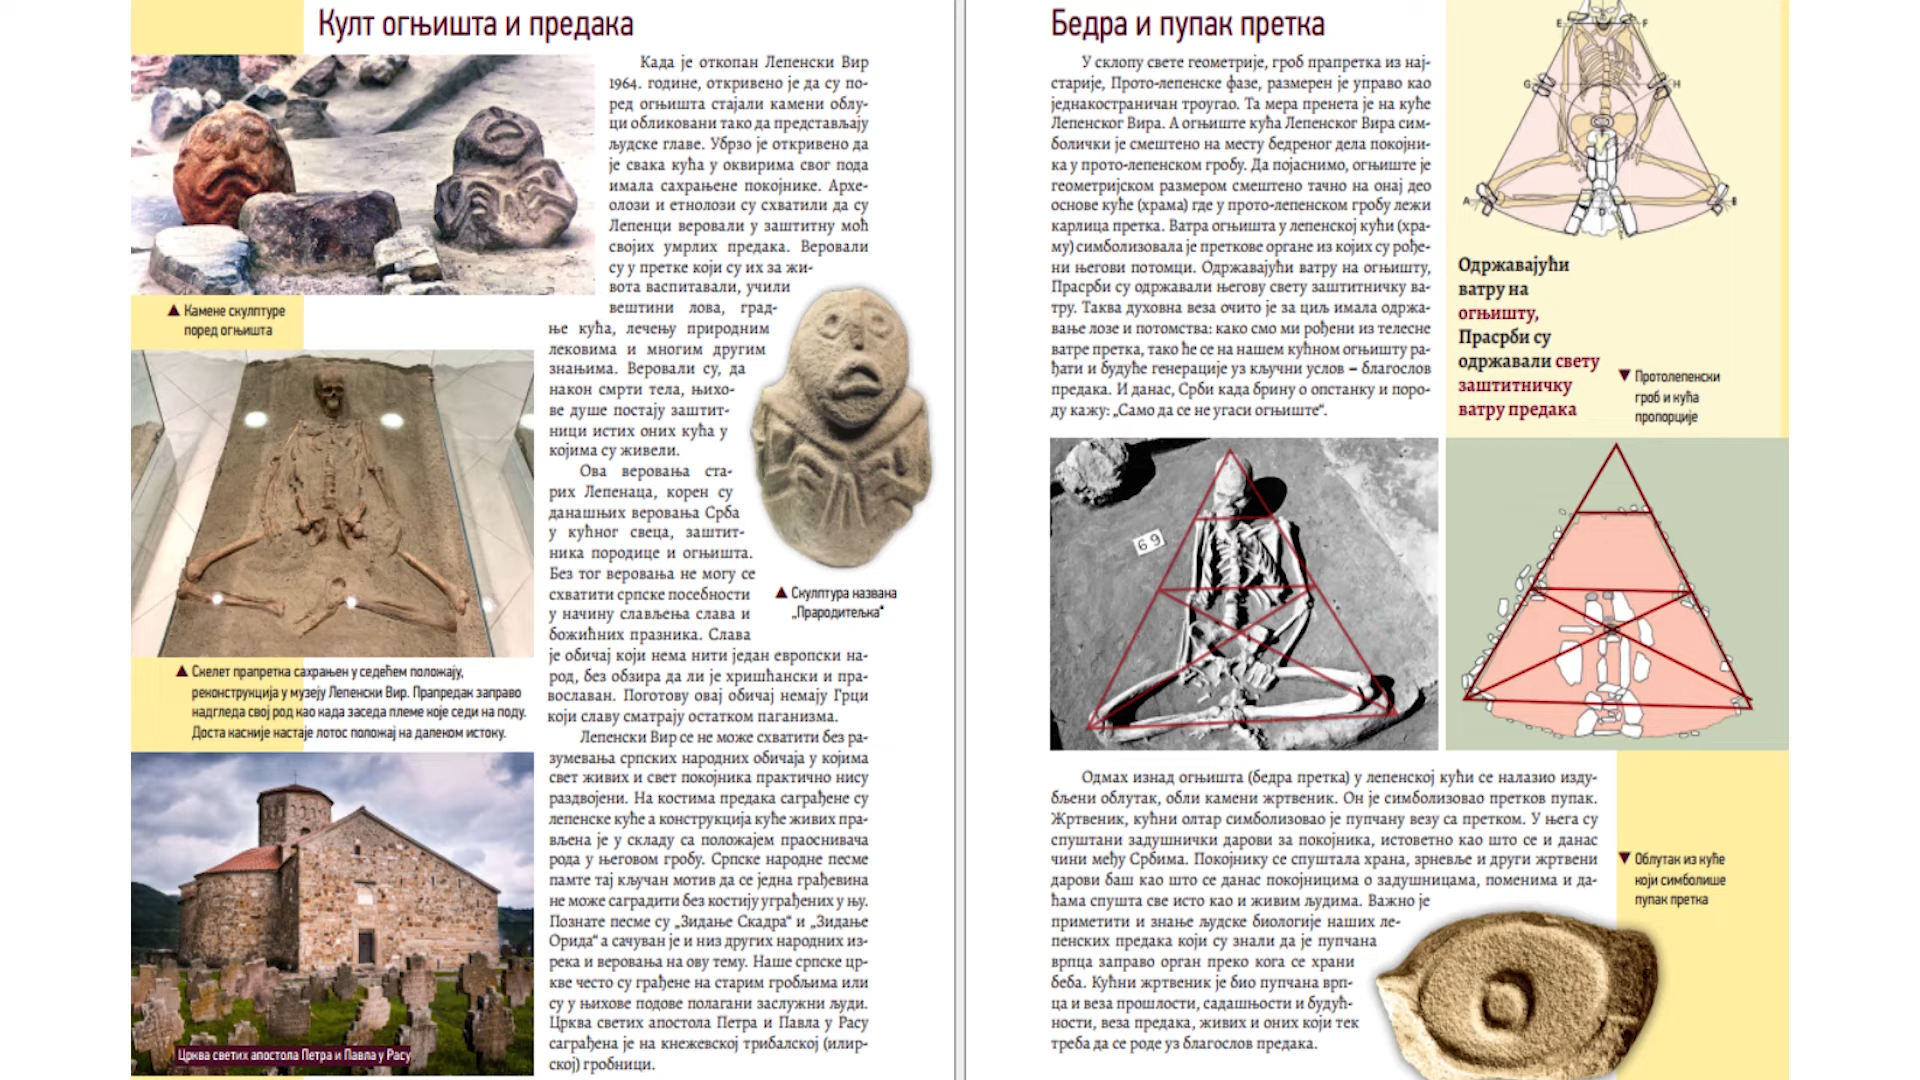 Култ огњишта и предака
Када је откопан Лепенски Вир
1964. године, откривено је да су по-
ред огњишта стајали камени облу-
ци обликовани тако да представљају
људске главе. Убрзо је откривено да
је свака кућа у оквирима свог пода
имала сахрањене покојнике. Архе-
олози и етнолози су схватили да су
Лепенци веровали у заштитну моћ
својих умрлих предака. Веровали
су у претке који су их за жи-
вота васпитавали, учили
вештини лова, град-
ње кућа, лечењу природним
лековима и многим другим
знањима. Веровали су, да
након смрти тела, њихо-
ве душе постају заштит-
ници истих оних кућа у
којима су живели.
Ова веровања ста-
рих Лепенаца, корен су
данашњих веровања Срба
у кућног свеца, заштит-
ника породице и огњишта.
Без тог веровања не могу се
схватити српске посебности
у начину слављења слава и
божићних празника. Слава
је обичај који нема нити један европски на-
род, без обзира да ли је хришћански и пра-
вославан. Поготову овај обичај немају Грци
који славу сматрају остатком паганизма.
Лепенски Вир се не може схватити без ра-
зумевања српских народних обичаја у којима
свет живих и свет покојника практично нису
раздвојени. На костима предака саграђене су
лепенске куће а конструкција куће живих пра-
вљена је у складу са положајем праоснивача
рода у његовом гробу. Српске народне песме
памте тај кључан мотив да се једна грађевина
не може саградити без костију уграђених у њу.
Познате песме су „Зидање Скадра“ и „Зидање
Орида“ а сачуван је и низ других народних из-
река и веровања на ову тему. Наше српске цр-
кве често су грађене на старим гробљима или
су у њихове подове полагани заслужни људи.
Црква светих апостола Петра и Павла у Расу
саграђена је на кнежевској трибалској (илир-
ској) гробници.
▲ Камене скулптуре
поред огњишта
▲ Скелет прапретка сахрањен у седећем положају,
реконструкција у музеју Лепенски Вир. Прапредак заправо
надгледа свој род као када заседа племе које седи на поду.
Доста касније настаје лотос положај на далеком истоку.
▲ Скулптура названа
„Прародитељка“
Црква светих апостола Петра и Павла у Расу
Бедра и пупак претка
У склопу свете геометрије, гроб прапретка из нај-
старије, Прото-лепенске фазе, размерен је управо као
једнакостраничан троугао. Та мера пренета је на куће
Лепенског Вира. А огњиште кућа Лепенског Вира сим-
болички је смештено на месту бедреног дела покојни-
ка у прото-лепенском гробу. Да појаснимо, огњиште је
геометријском размером смештено тачно на онај део
основе куће (храма) где у прото-лепенском гробу лежи
карлица претка. Ватра огњишта у лепенској кући (хра-
му) симболизовала је преткове органе из којих су рође-
ни његови потомци. Одржавајући ватру на огњишту,
Прасрби су одржавали његову свету заштитничку ва-
тру. Таква духовна веза очито је за циљ имала одржа-
вање лозе и потомства: како смо ми рођени из телесне
ватре претка, тако ће се на нашем кућном огњишту ра-
ђати и будуће генерације уз кључни услов – благослов
предака. И данас, Срби када брину о опстанку и поро-
ду кажу: „Само да се не угаси огњиште“.
E F
G H
A D B
Одржавајући
ватру на
огњишту,
Прасрби су
одржавали свету
заштитничку
ватру предака
▼ Протолепенски
гроб и кућа
пропорције
69
Одмах изнад огњишта (бедра претка) у лепенској кући се налазио изду-
бљени облутак, обли камени жртвеник. Он је симболизовао претков пупак.
Жртвеник, кућни олтар симболизовао је пупчану везу са претком. У њега су
спуштани задушнички дарови за покојника, истоветно као што се и данас
чини међу Србима. Покојнику се спуштала храна, зрневље и други жртвени
дарови баш као што се данас покојницима о задушницама, поменима и да-
ћама спушта све исто као и живим људима. Важно је
приметити и знање људске биологије наших ле-
пенских предака који су знали да је пупчана
врпца заправо орган преко кога се храни
беба. Кућни жртвеник је био пупчана врп-
ца и веза прошлости, садашњости и будућ-
ности, веза предака, живих и оних који тек
треба да се роде уз благослов предака.
▼ Облутак из куће
који симболише
пупак претка